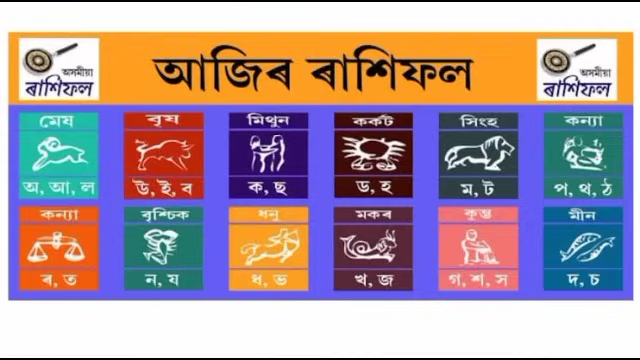 অসমীয়া
ৰাশিফল
আজিৰ ৰাশিফল
অসমীয়া
ৰাশিফল
মেষ
বৃষ
মিথুন
কৰ্কট
সিংহ
কন্যা
অ, আ, ল
উ, ই, ব
ক, ছ
ড, হ
ম, ট
প, থ, ঠ
কন্যা
বৃশ্চিক
ধনু
মকৰ
কুম্ভ
মীন
ৰ, ত
ন, য
ধ, ভ
খ, জ
গ, শ, স
দ, চ